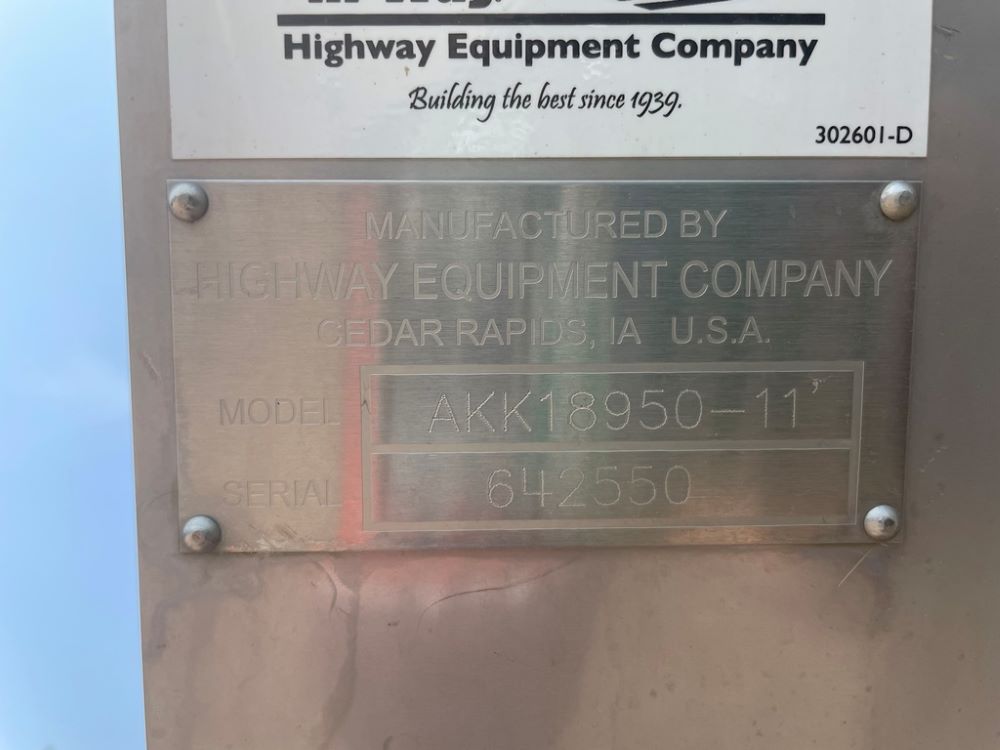 Highway Equipment Company
Building the best since 1939.
302601-D
MANUFACTURED BY
HIGHWAY EQUIPMENT COMPANY
CEDAR RAPIDS, IA U.S.A.
MODEL AKK18950-11'
SERIAL 642550